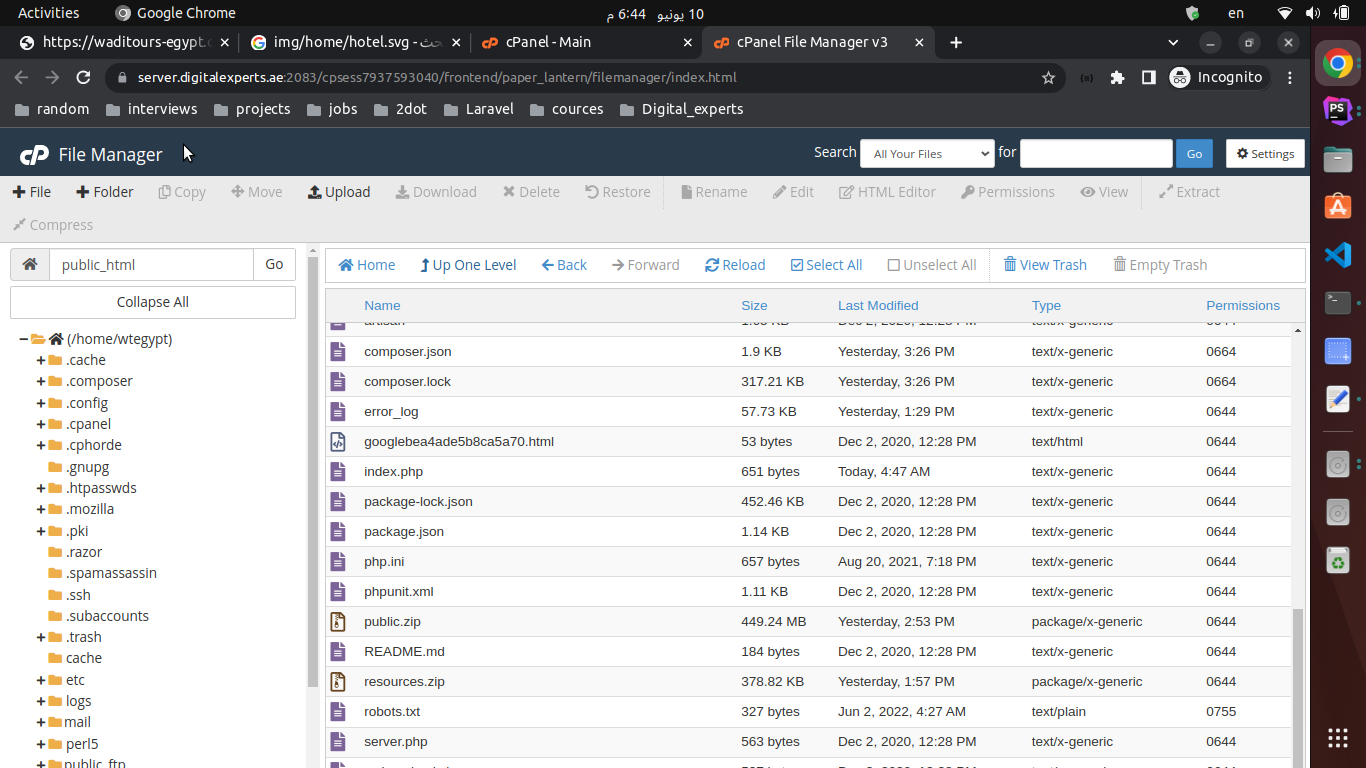 Activities Google Chrome 10 يونيو 6:44 م en
https://waditours-egypt.c img/home/hotel.svg - cPanel - Main cPanel File Manager v3
server.digitalexperts.ae:2083/cpsess7937593040/frontend/paper_lantern/filemanager/index.html Incognito
random interviews projects jobs 2dot Laravel cources Digital_experts
cP File Manager Search All Your Files for Go Settings
File Folder Copy Move Upload Download Delete Restore Rename Edit HTML Editor Permissions View Extract
Compress
public_html Go Home Up One Level Back Forward Reload Select All Unselect All View Trash Empty Trash
Collapse All
(/home/wtegypt)
.cache
.composer
.config
.cpanel
.cphorde
.gnupg
.htpasswds
.mozilla
.pki
.razor
.spamassassin
.ssh
.subaccounts
.trash
cache
etc
logs
mail
perl5
public_ftp
Name Size Last Modified Type Permissions
artisan 1.65 KB Dec 2, 2020, 12:28 PM text/x-generic 0644
composer.json 1.9 KB Yesterday, 3:26 PM text/x-generic 0664
composer.lock 317.21 KB Yesterday, 3:26 PM text/x-generic 0664
error_log 57.73 KB Yesterday, 1:29 PM text/x-generic 0644
googlebea4ade5b8ca5a70.html 53 bytes Dec 2, 2020, 12:28 PM text/html 0644
index.php 651 bytes Today, 4:47 AM text/x-generic 0644
package-lock.json 452.46 KB Dec 2, 2020, 12:28 PM text/x-generic 0644
package.json 1.14 KB Dec 2, 2020, 12:28 PM text/x-generic 0644
php.ini 657 bytes Aug 20, 2021, 7:18 PM text/x-generic 0644
phpunit.xml 1.11 KB Dec 2, 2020, 12:28 PM text/x-generic 0644
public.zip 449.24 MB Yesterday, 2:53 PM package/x-generic 0644
README.md 184 bytes Dec 2, 2020, 12:28 PM text/x-generic 0644
resources.zip 378.82 KB Yesterday, 1:57 PM package/x-generic 0644
robots.txt 327 bytes Jun 2, 2022, 4:27 AM text/plain 0755
server.php 563 bytes Dec 2, 2020, 12:28 PM text/x-generic 0644